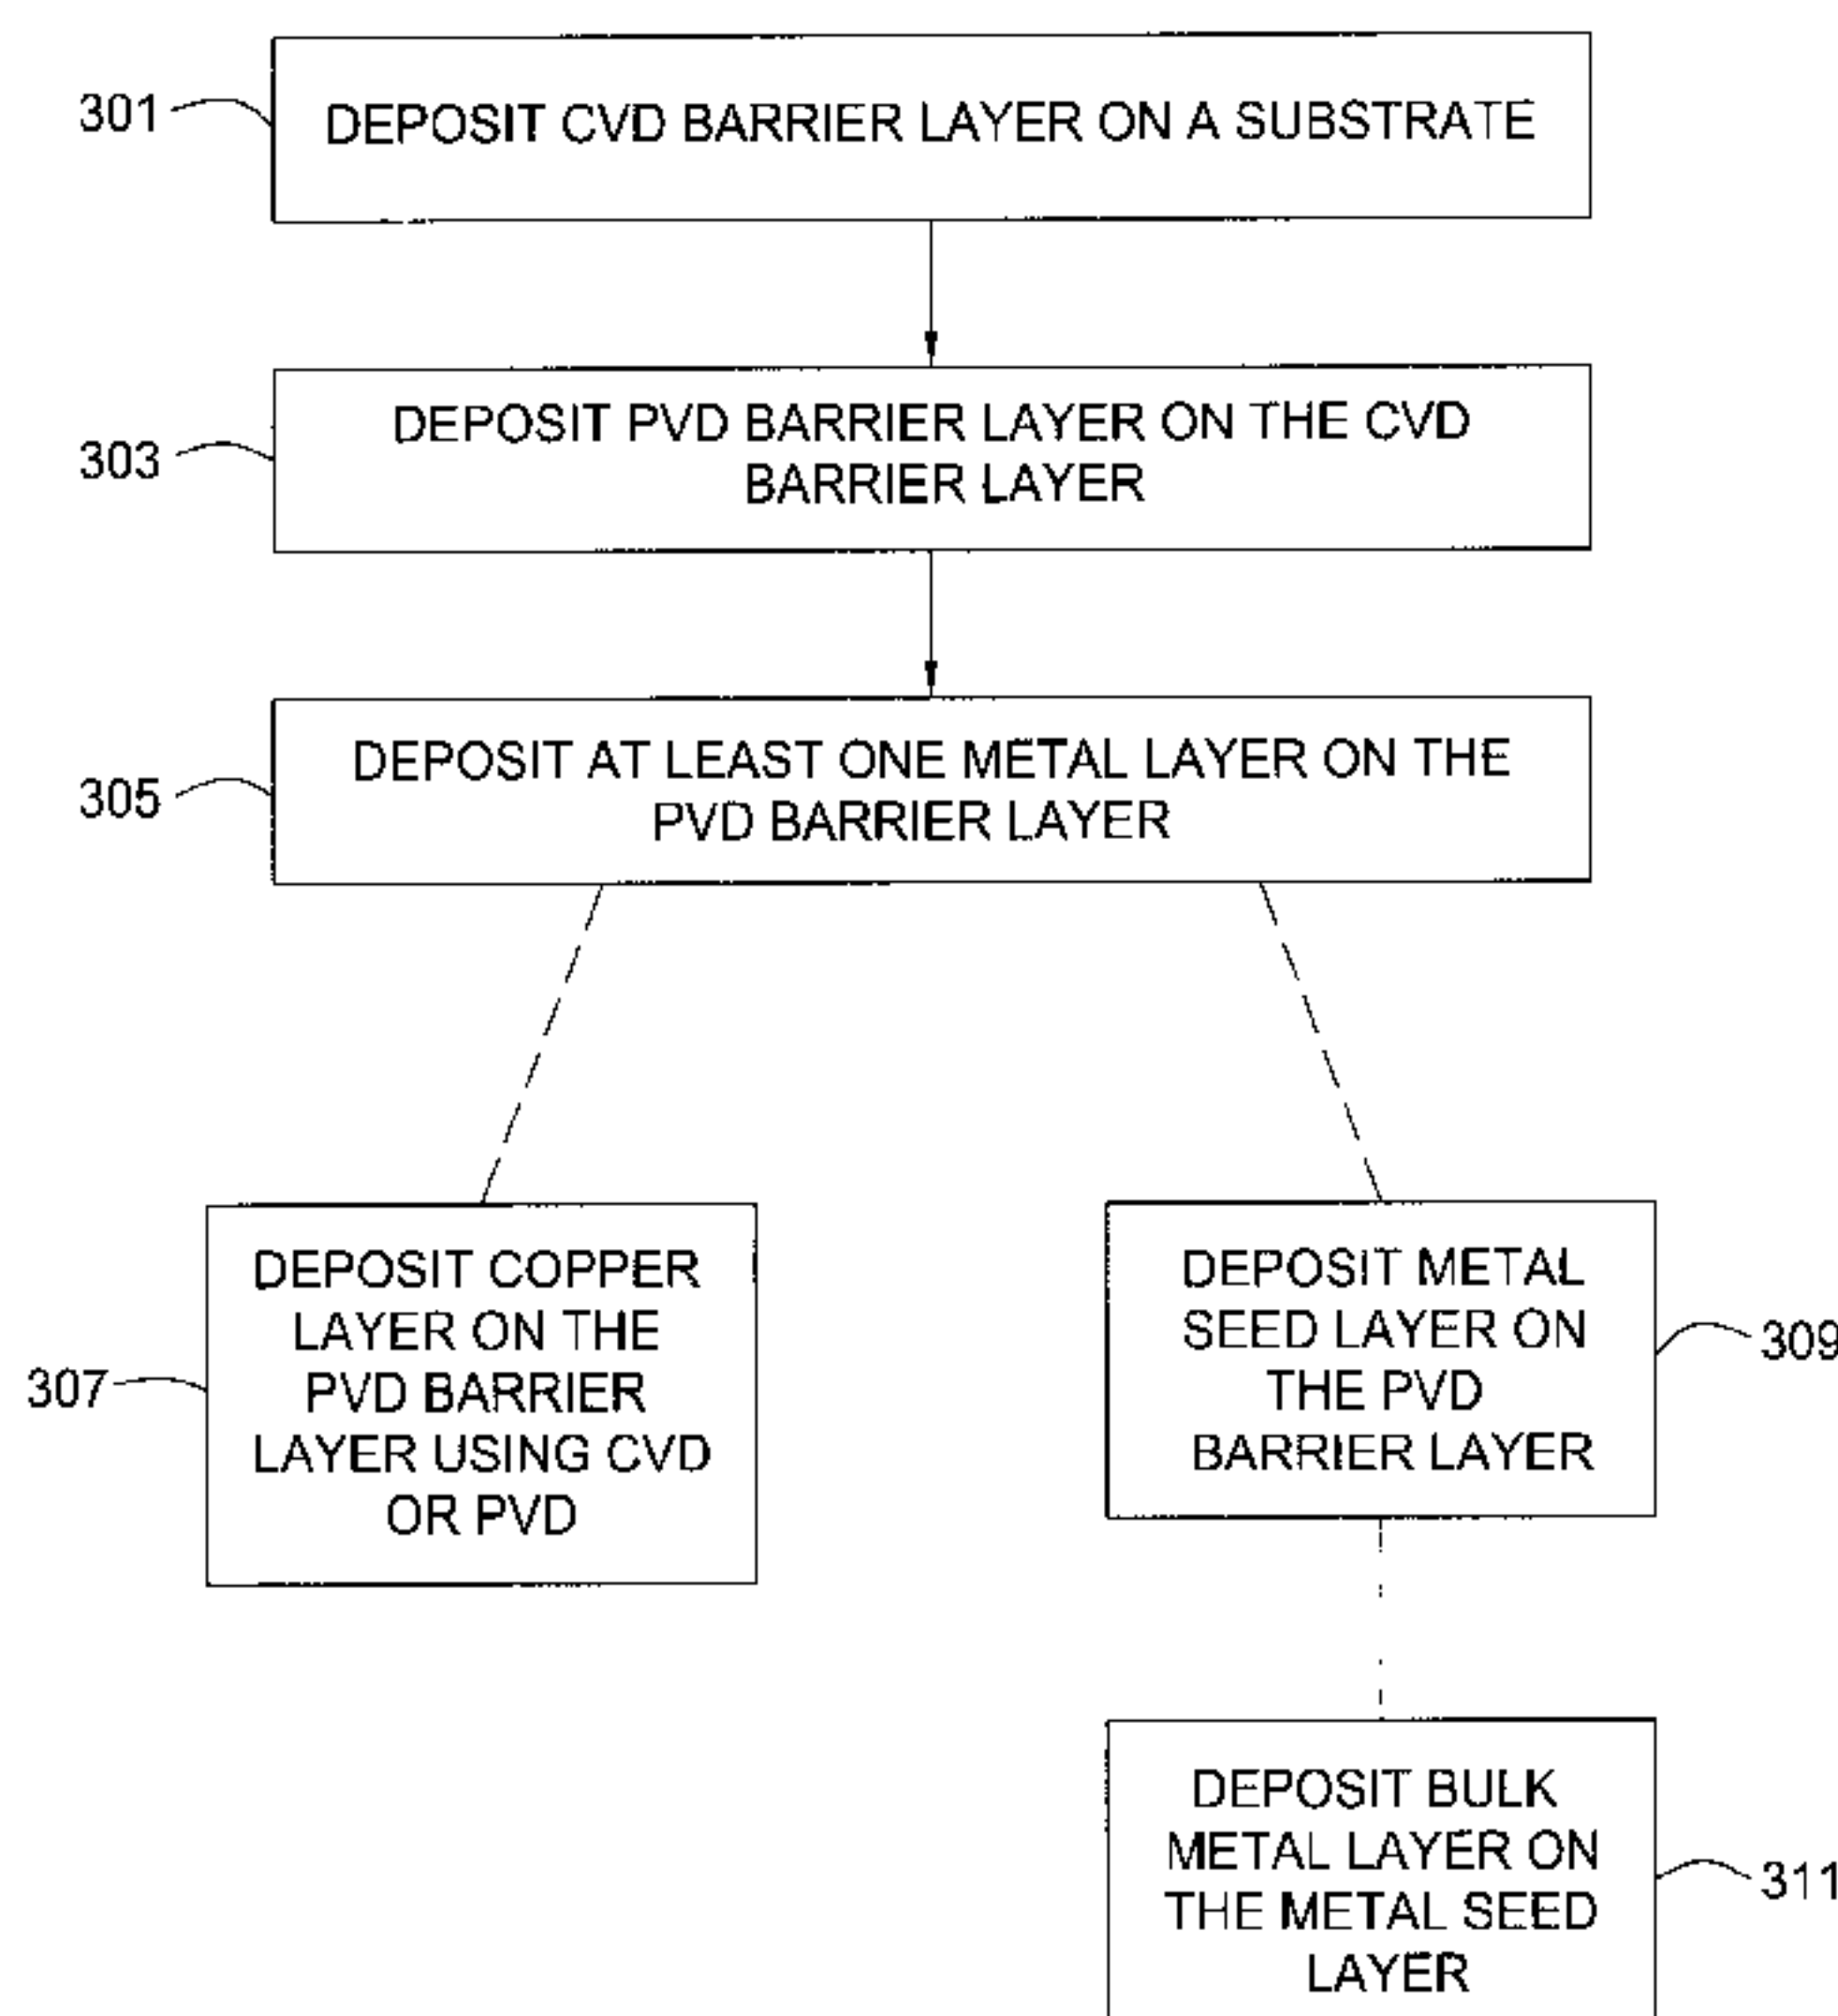 301
DEPOSIT CVD BARRIER LAYER ON A SUBSTRATE
303
DEPOSIT PVD BARRIER LAYER ON THE CVD
BARRIER LAYER
305
DEPOSIT AT LEAST ONE METAL LAYER ON THE
PVD BARRIER LAYER
307
DEPOSIT COPPER
LAYER ON THE
PVD BARRIER
LAYER USING CVD
OR PVD
DEPOSIT METAL
SEED LAYER ON
THE PVD
BARRIER LAYER
309
DEPOSIT BULK
METAL LAYER ON
THE METAL SEED
LAYER
311